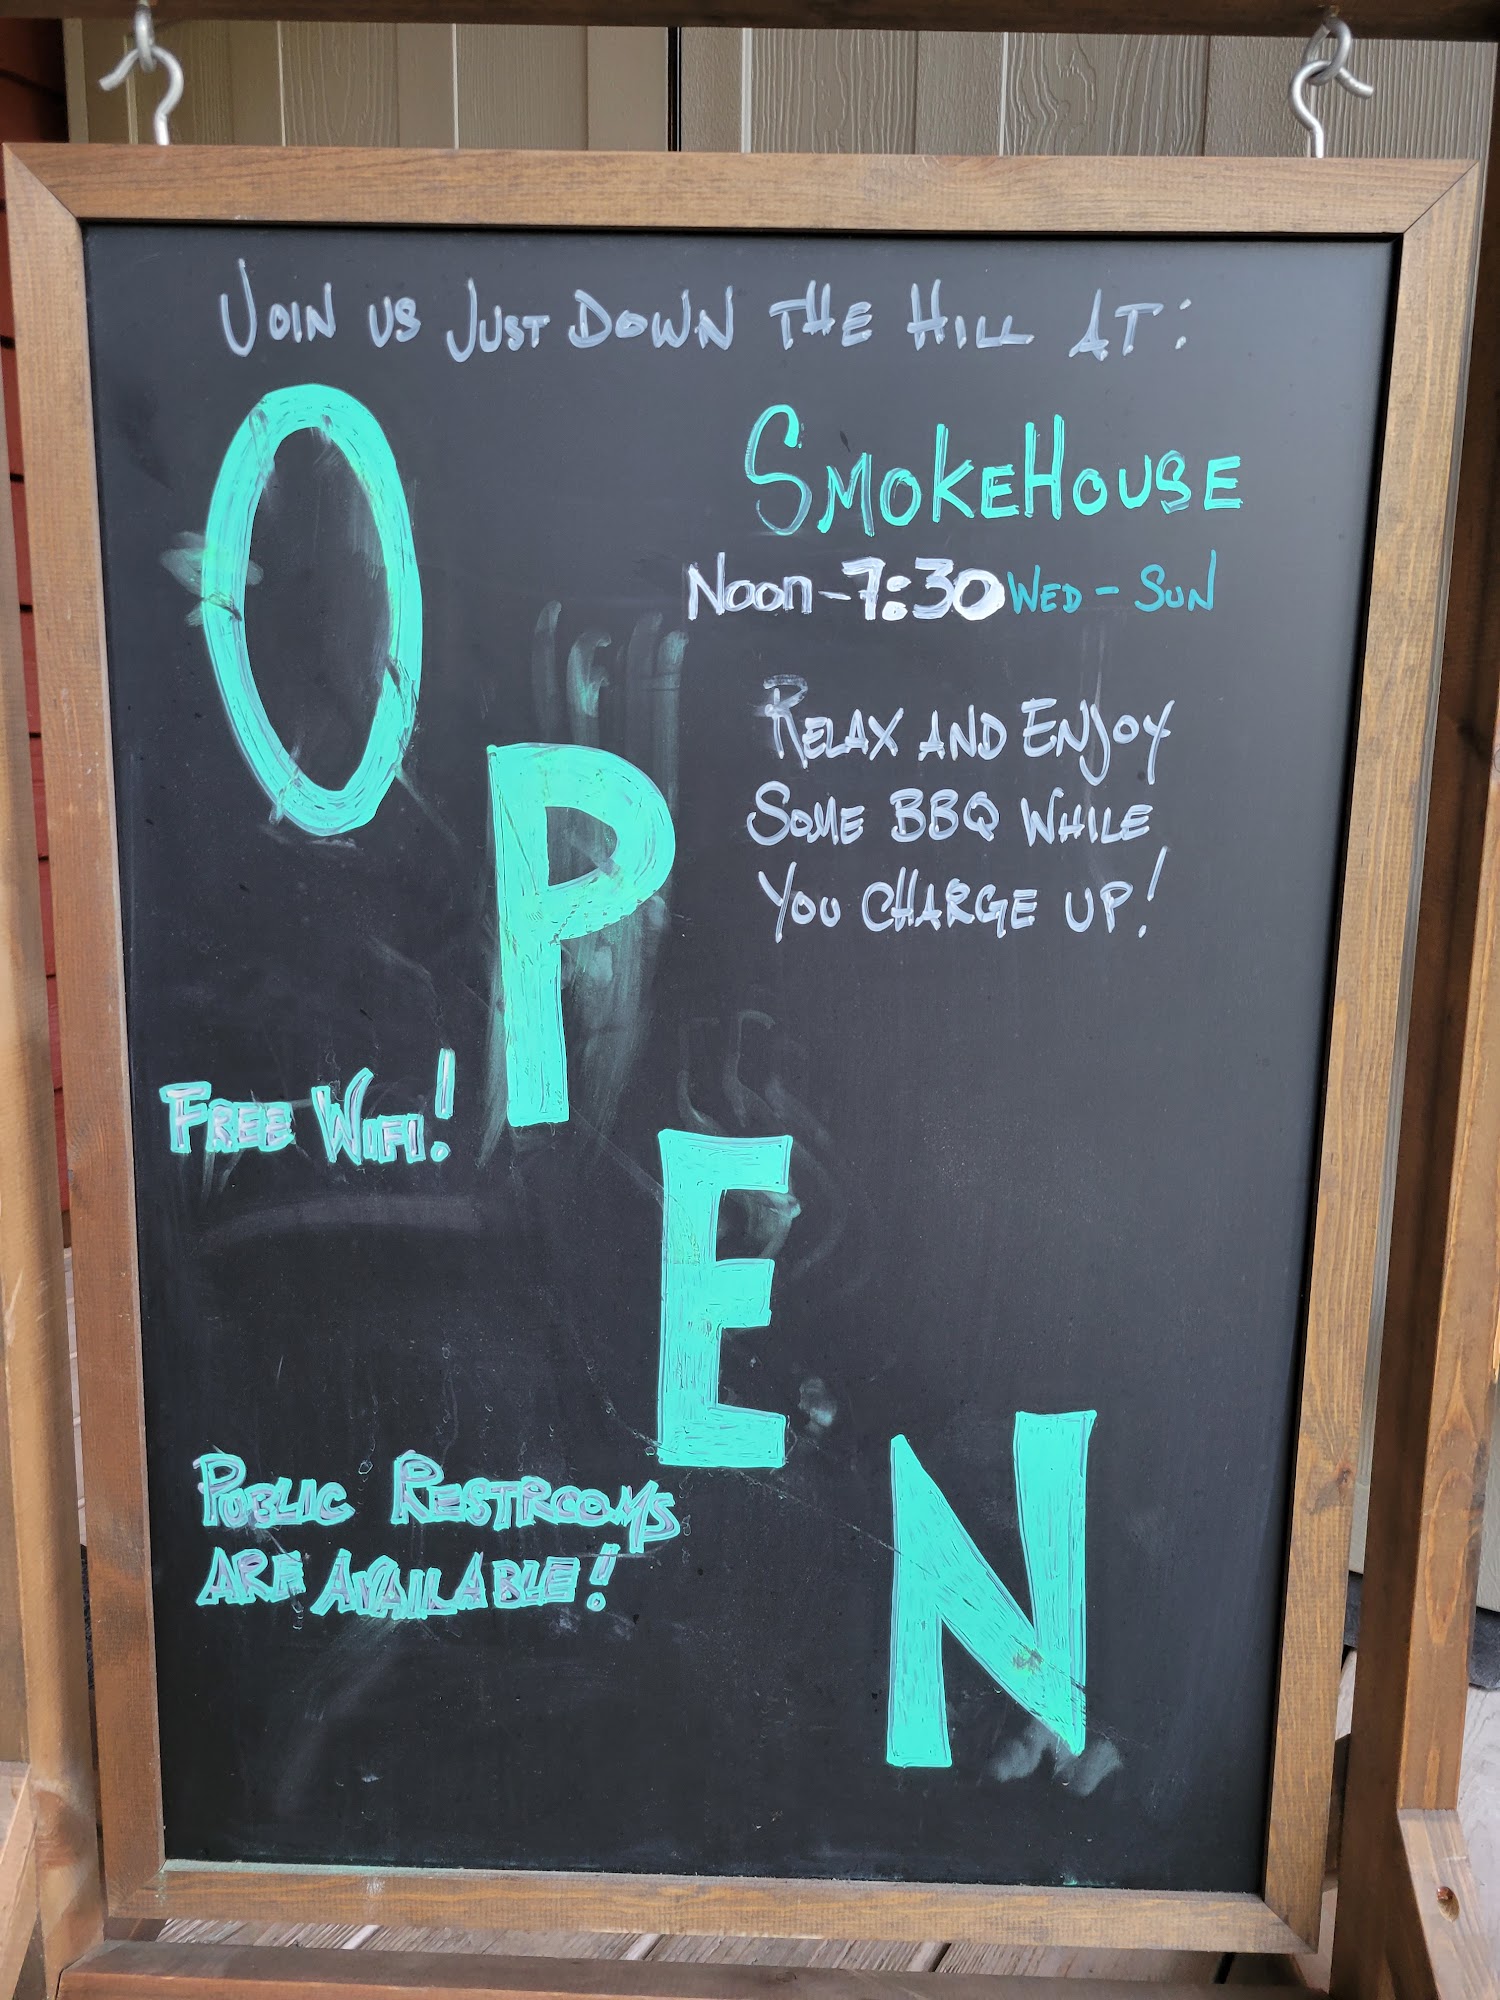 JOIN US JUST DOWN THE HILL AT:
SMOKEHOUSE
NOON-7:30 WED - SUN
RELAX AND ENJOY
SOME BBQ WHILE
YOU CHARGE UP!
OPEN
FREE WIFI!
PUBLIC RESTROOMS
ARE AVAILABLE!